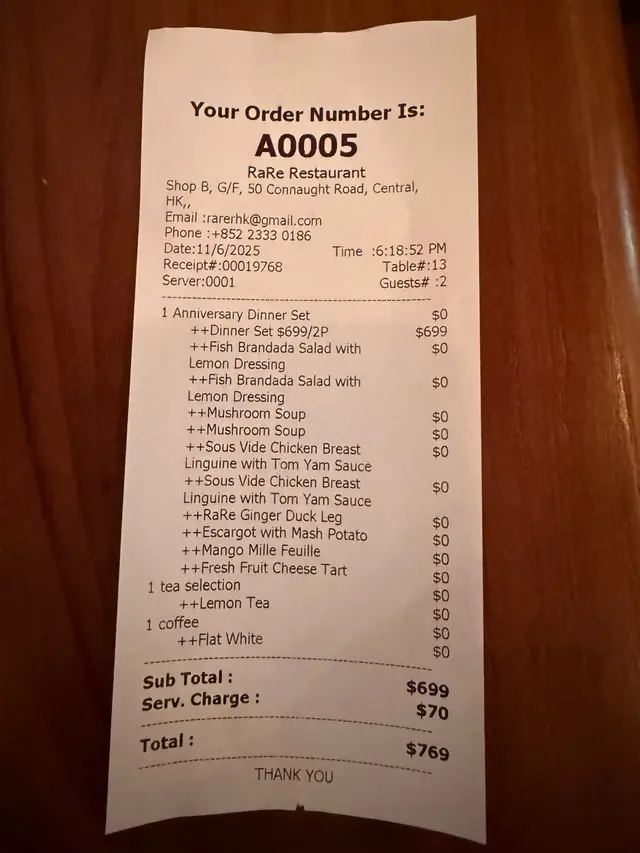 Your Order Number Is:
A0005
RaRe Restaurant
Shop B, G/F, 50 Connaught Road, Central,
HK,,
Email :rarerhk@gmail.com
Phone :+852 2333 0186
Date:11/6/2025 Time :6:18:52 PM
Receipt#:00019768 Table#:13
Server:0001 Guests# :2
1 Anniversary Dinner Set $0
++Dinner Set $699/2P $699
++Fish Brandada Salad with $0
Lemon Dressing
++Fish Brandada Salad with $0
Lemon Dressing
++Mushroom Soup $0
++Mushroom Soup $0
++Sous Vide Chicken Breast $0
Linguine with Tom Yam Sauce
++Sous Vide Chicken Breast $0
Linguine with Tom Yam Sauce
++RaRe Ginger Duck Leg $0
++Escargot with Mash Potato $0
++Mango Mille Feuille $0
++Fresh Fruit Cheese Tart $0
1 tea selection $0
++Lemon Tea $0
1 coffee $0
++Flat White $0
Sub Total : $699
Serv. Charge : $70
Total : $769
THANK YOU